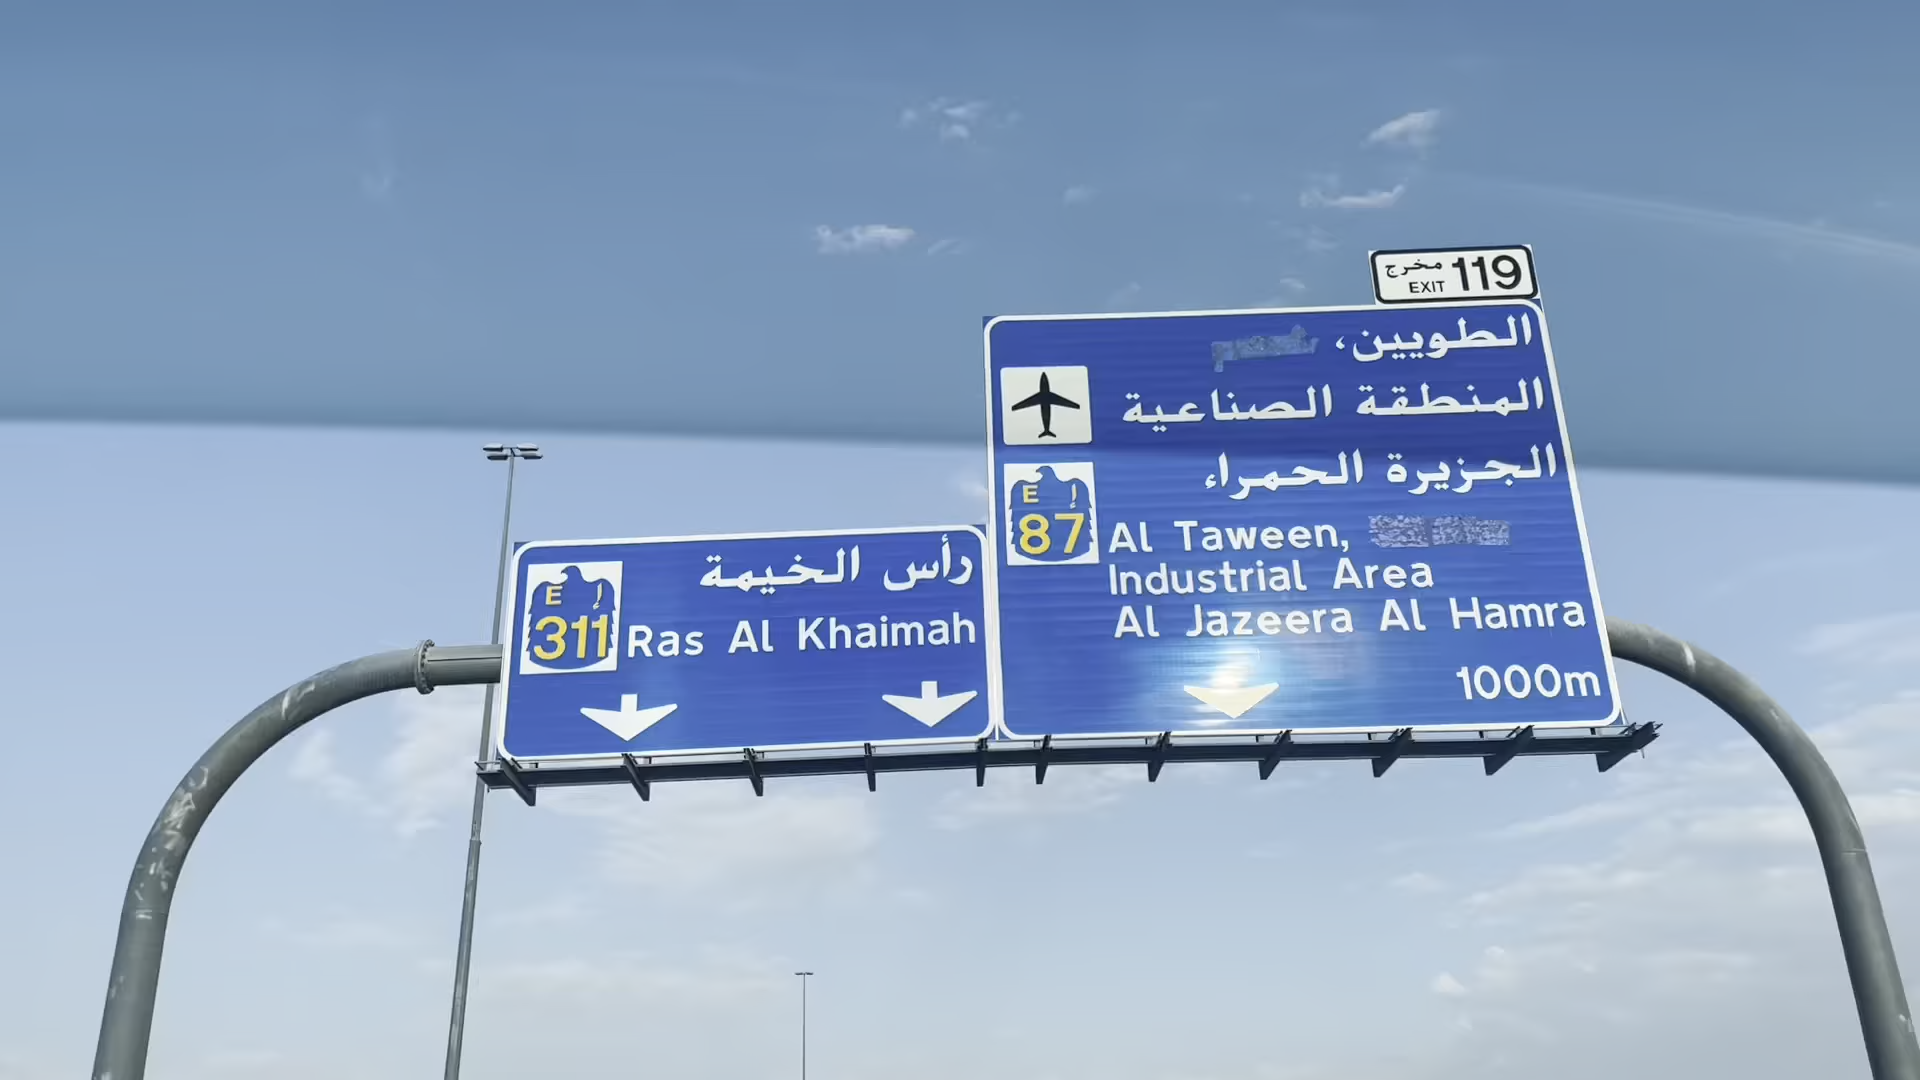 E إ
311
رأس الخيمة
Ras Al Khaimah
مخرج
EXIT 119
الطويين،
المنطقة الصناعية
الجزيرة الحمراء
E إ
87
Al Taween,
Industrial Area
Al Jazeera Al Hamra
1000m